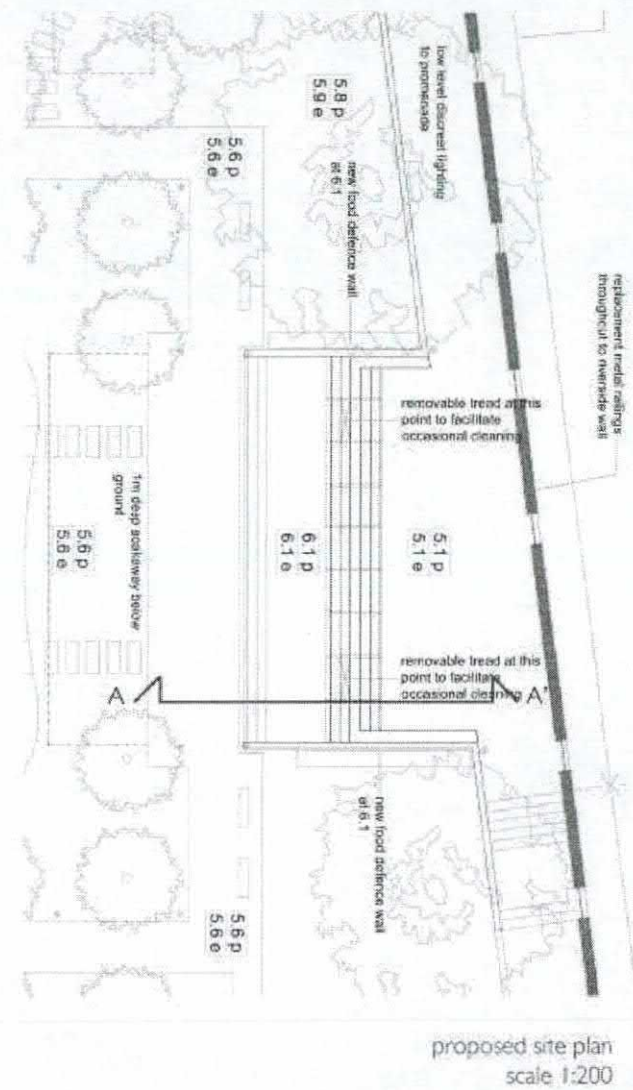 low level discreet lighting
to promenade
5.8 p
5.9 e
5.6 p
5.6 e
new food defence wall
at 6.1
replacement metal railings
throughout to riverside wall
removable tread at this
point to facilitate
occasional cleaning
5.1 p
5.1 e
6.1 p
6.1 e
1m deep soakaway below
ground
5.6 p
5.6 e
removable tread at this
point to facilitate
occasional cleaning
A
A'
new food defence wall
at 6.1
5.6 p
5.6 e
proposed site plan
scale 1:200